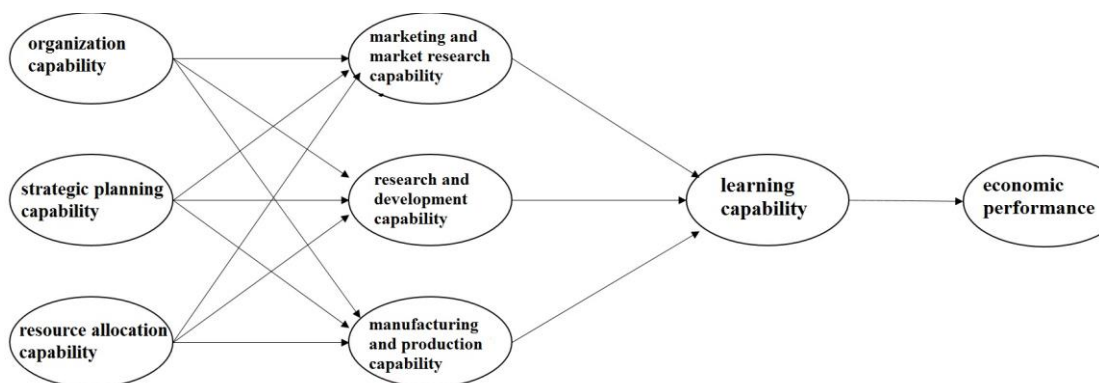 organization
capability
marketing and
market research
capability
strategic planning
capability
research and
development
capability
learning
capability
economic
performance
resource allocation
capability
manufacturing
and production
capability